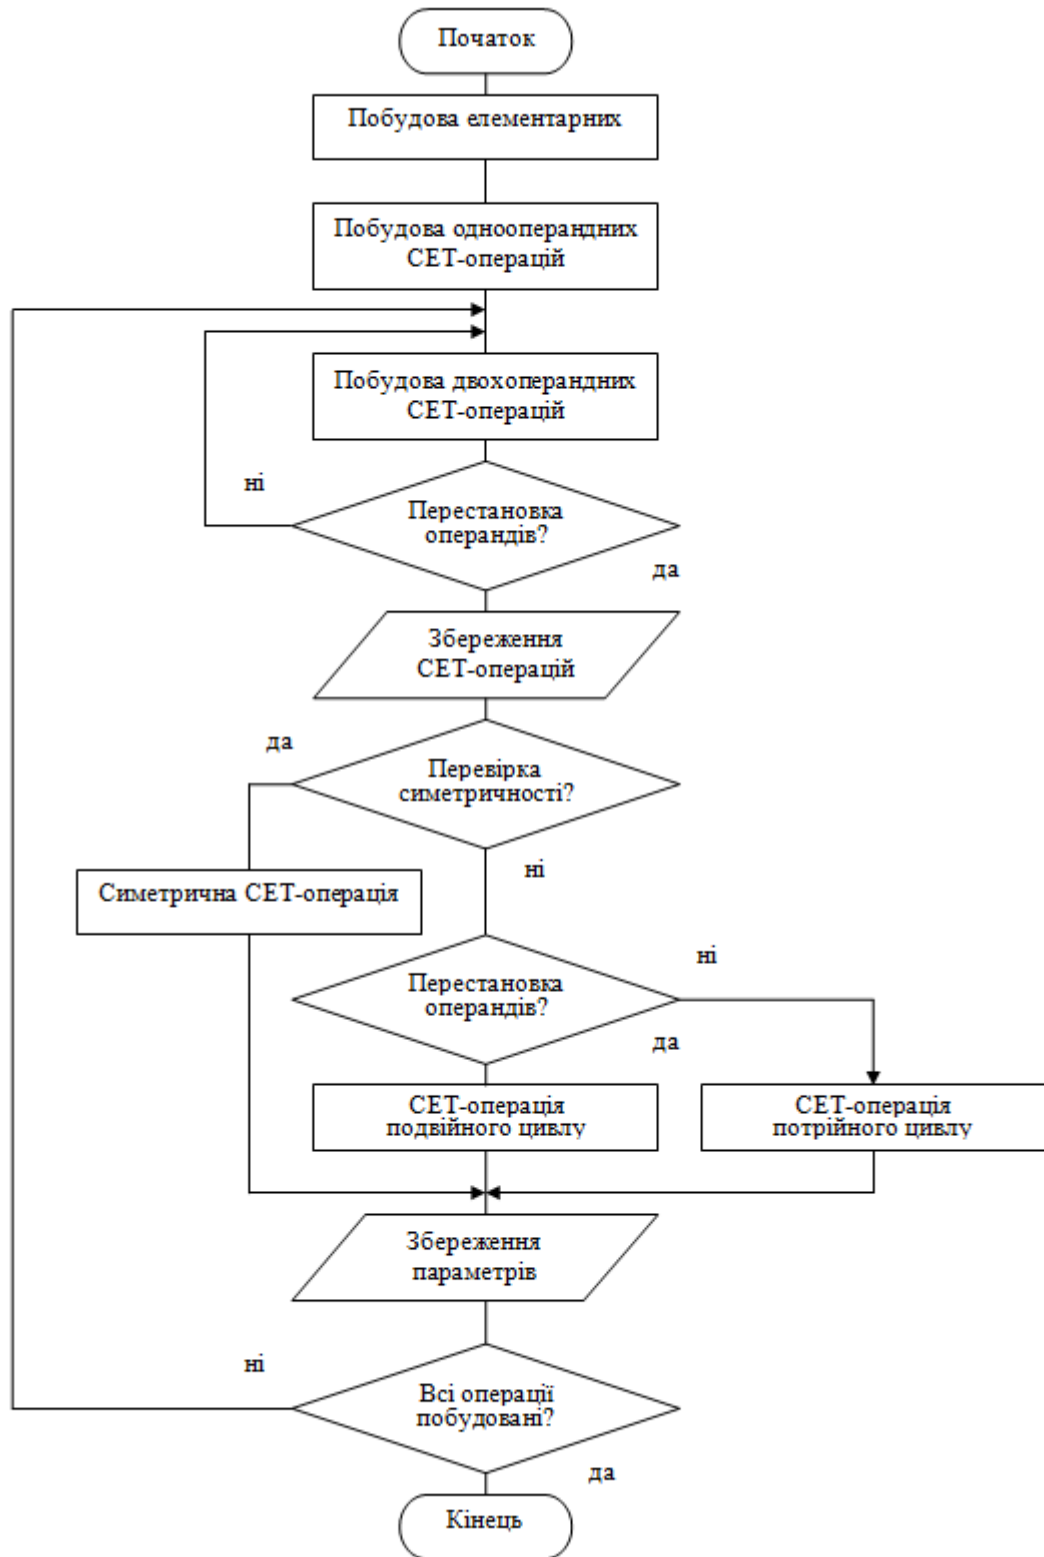 Початок
Побудова елементарних
Побудова однооперандних
СЕТ-операцій
Побудова двохоперандних
СЕТ-операцій
ні
Перестановка
операндів?
да
Збереження
СЕТ-операцій
да
Перевірка
симетричності?
ні
Симетрична СЕТ-операція
ні
Перестановка
операндів?
да
СЕТ-операція
подвійного цивлу
СЕТ-операція
потрійного цивлу
Збереження
параметрів
ні
Всі операції
побудовані?
да
Кінець